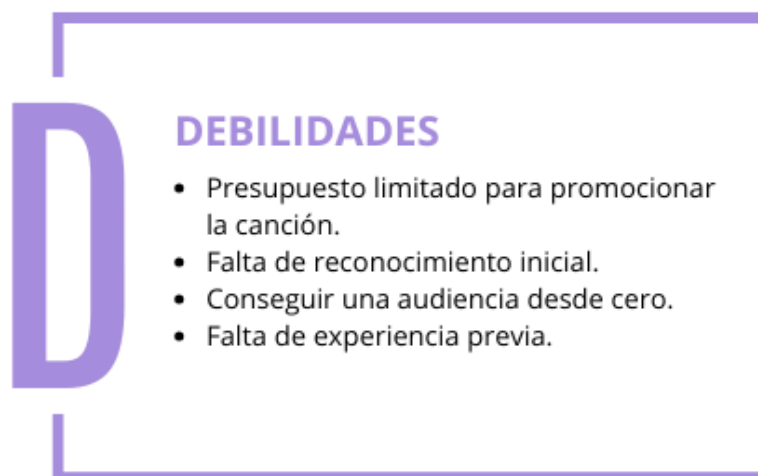 D
DEBILIDADES
• Presupuesto limitado para promocionar
la canción.
• Falta de reconocimiento inicial.
• Conseguir una audiencia desde cero.
• Falta de experiencia previa.